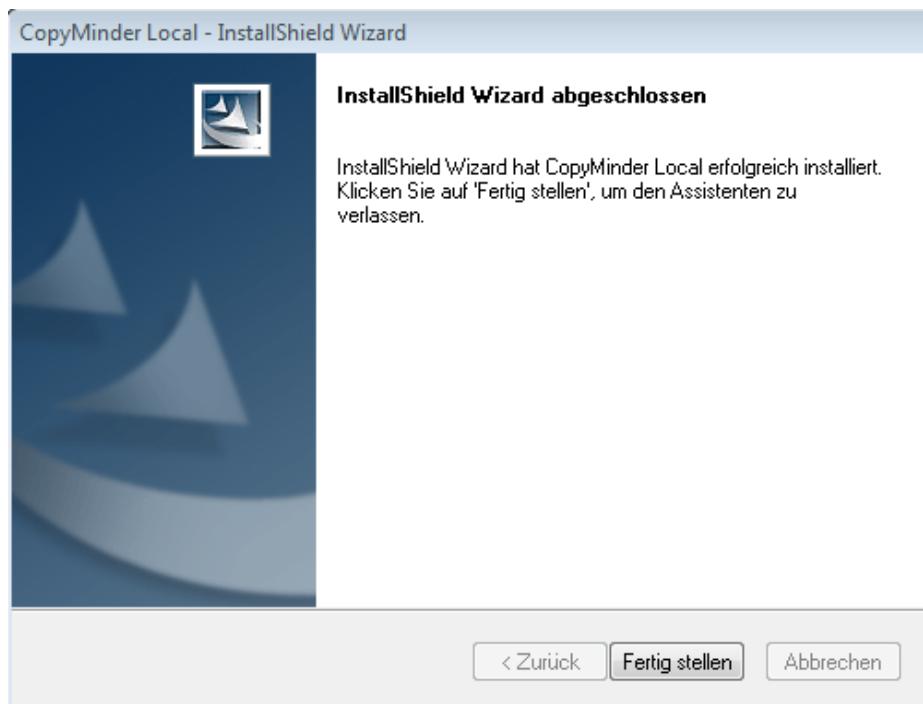 CopyMinder Local - InstallShield Wizard
InstallShield Wizard abgeschlossen
InstallShield Wizard hat CopyMinder Local erfolgreich installiert.
Klicken Sie auf 'Fertig stellen', um den Assistenten zu
verlassen.
< Zurück Fertig stellen Abbrechen